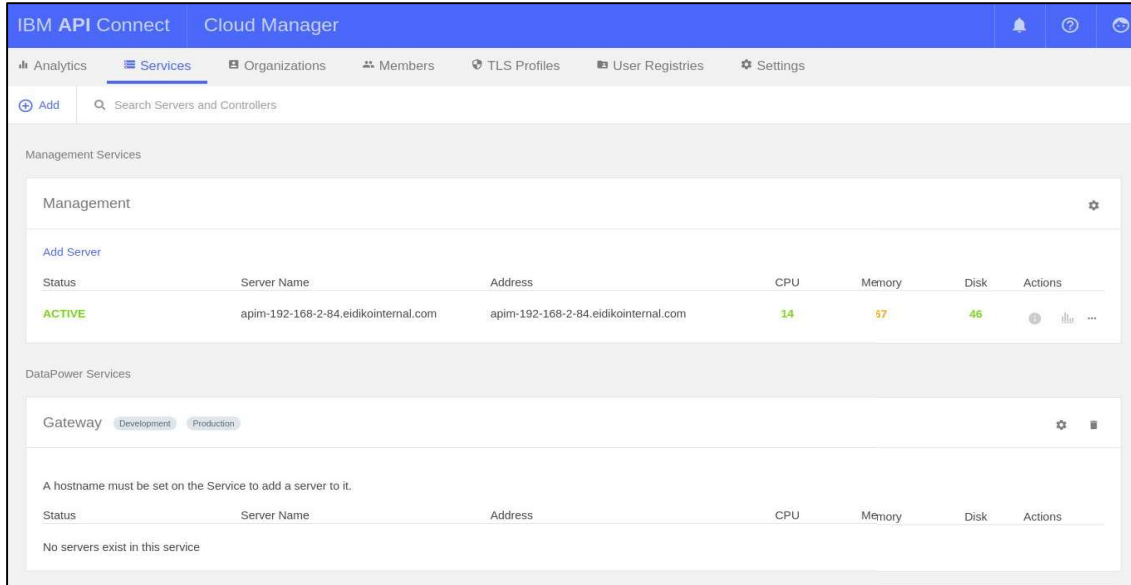 IBM API Connect Cloud Manager
Analytics Services Organizations Members TLS Profiles User Registries Settings
Add Search Servers and Controllers
Management Services
Management
Add Server
Status Server Name Address CPU Memory Disk Actions
ACTIVE apim-192-168-2-84.eidikointernal.com apim-192-168-2-84.eidikointernal.com 14 67 46
DataPower Services
Gateway Development Production
A hostname must be set on the Service to add a server to it.
Status Server Name Address CPU Memory Disk Actions
No servers exist in this service